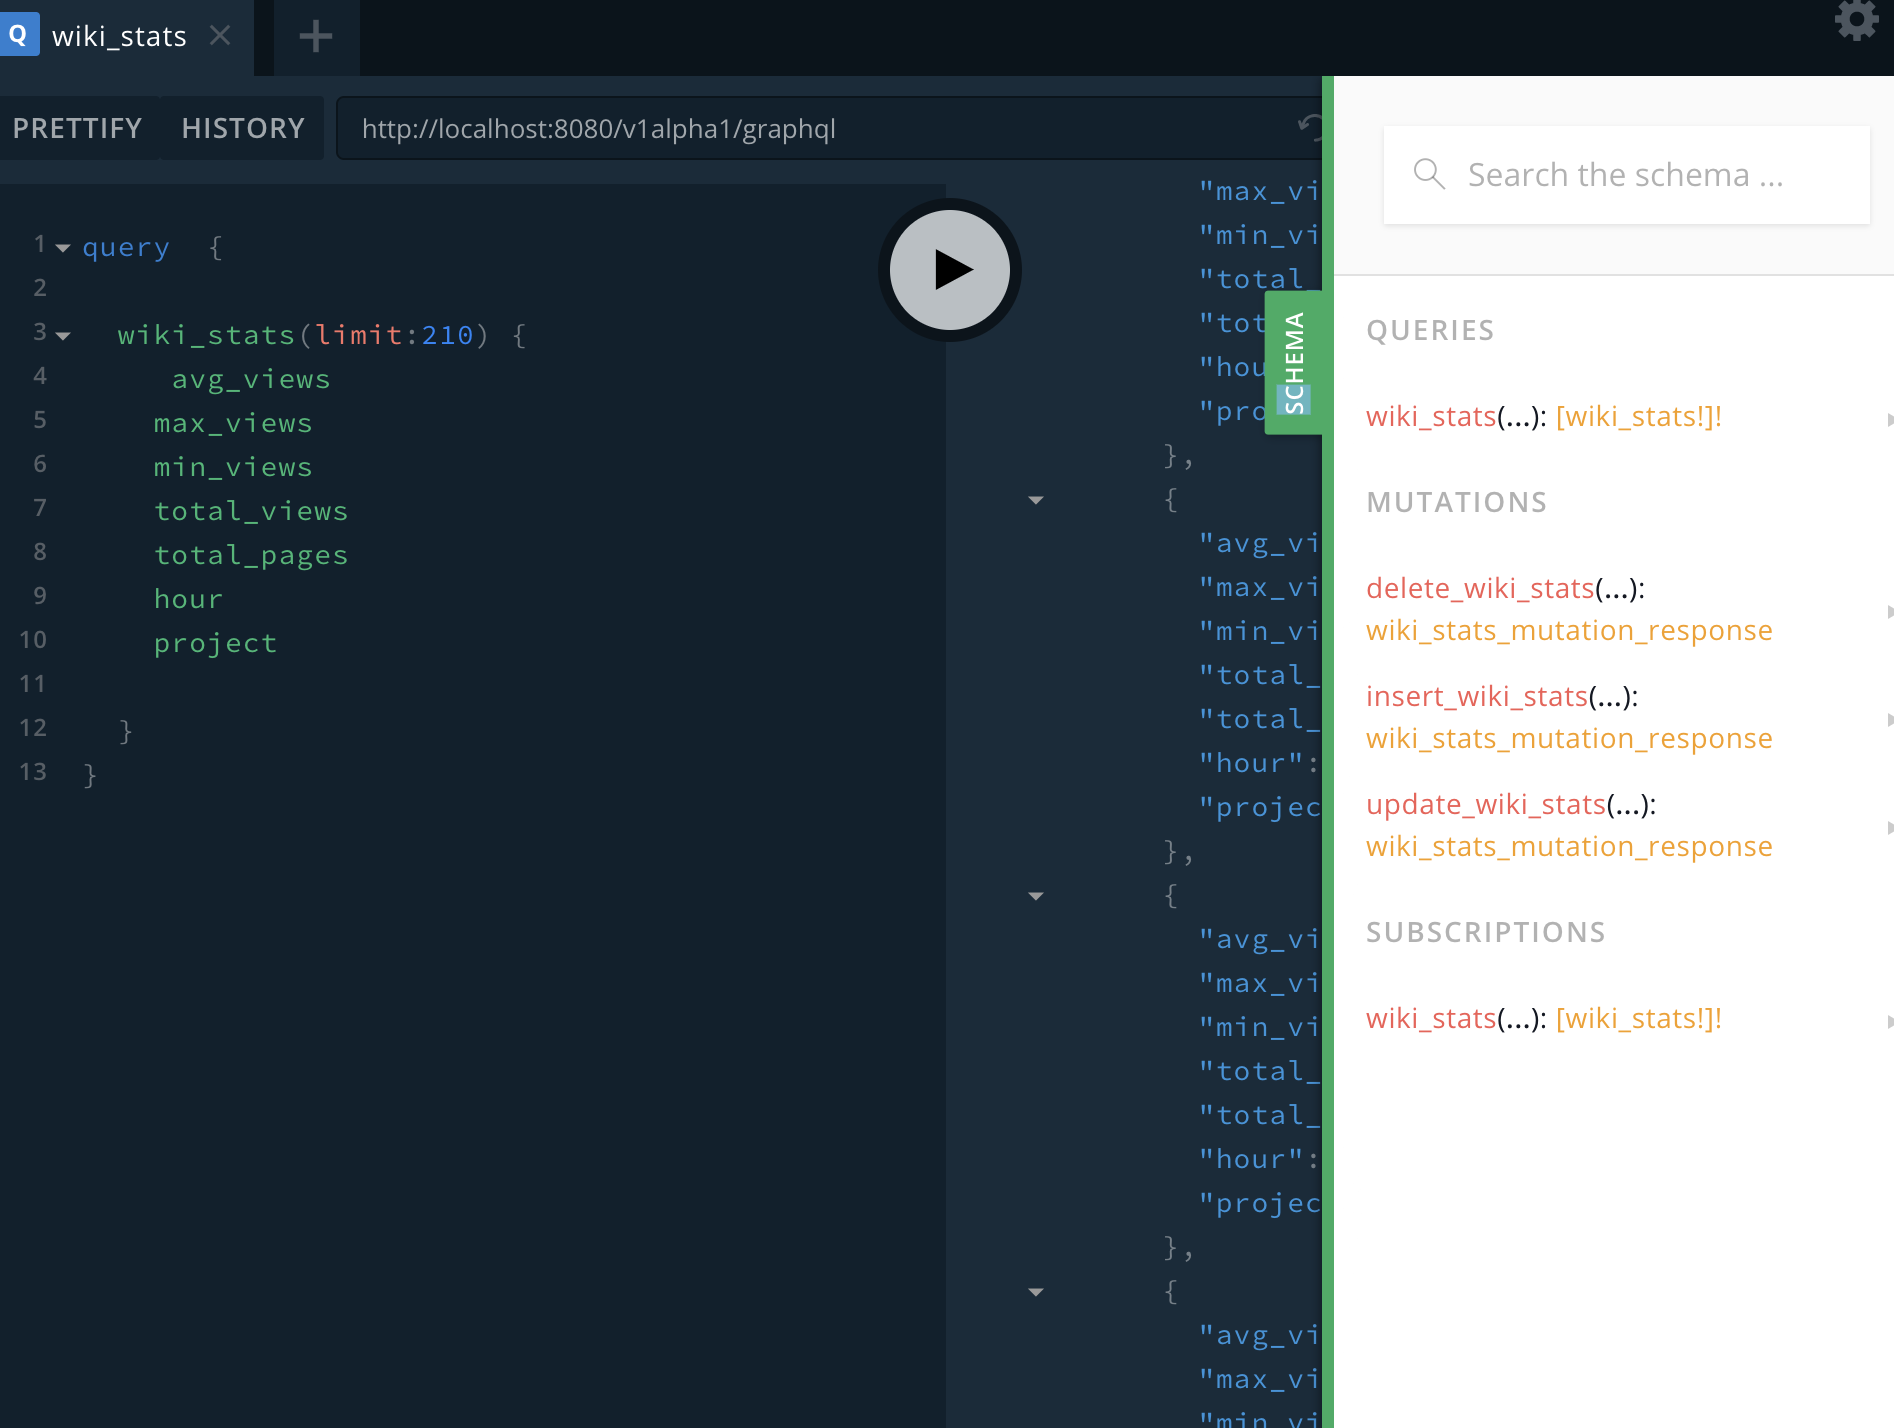 Q wiki_stats
PRETTIFY HISTORY http://localhost:8080/v1alpha1/graphql
1 query {
2
3 wiki_stats(limit:210) {
4 avg_views
5 max_views
6 min_views
7 total_views
8 total_pages
9 hour
10 project
11
12 }
13 }
"max_vi
"min_vi
"total_
"tot
"hou
"pro
},
{
"avg_vi
"max_vi
"min_vi
"total_
"total_
"hour":
"projec
},
{
"avg_vi
"max_vi
"min_vi
"total_
"total_
"hour":
"projec
},
{
"avg_vi
"max_vi
"min_vi
SCHEMA
Search the schema ...
QUERIES
wiki_stats(...): [wiki_stats!]!
MUTATIONS
delete_wiki_stats(...):
wiki_stats_mutation_response
insert_wiki_stats(...):
wiki_stats_mutation_response
update_wiki_stats(...):
wiki_stats_mutation_response
SUBSCRIPTIONS
wiki_stats(...): [wiki_stats!]!